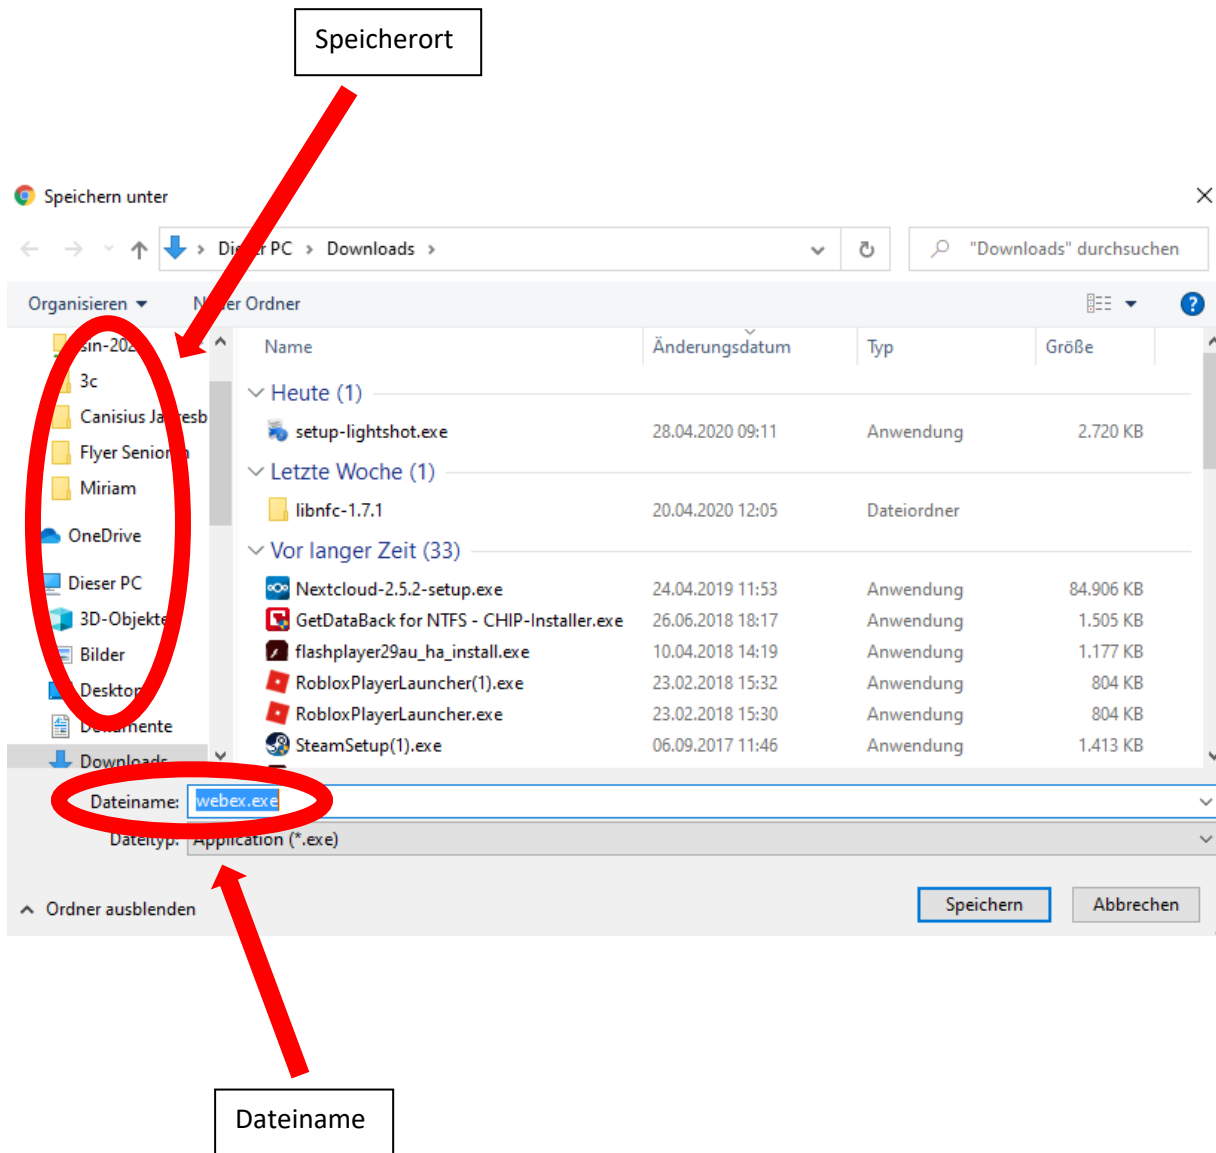 Speicherort
Speichern unter
Dieser PC > Downloads >
"Downloads" durchsuchen
Organisieren
Neuer Ordner
Name Änderungsdatum Typ Größe
3c
Canisius
Flyer Senioren
Miriam
OneDrive
Dieser PC
3D-Objekte
Bilder
Desktop
Dokumente
Downloads
Heute (1)
setup-lightshot.exe 28.04.2020 09:11 Anwendung 2.720 KB
Letzte Woche (1)
libnfc-1.7.1 20.04.2020 12:05 Dateiordner
Vor langer Zeit (33)
Nextcloud-2.5.2-setup.exe 24.04.2019 11:53 Anwendung 84.906 KB
GetDataBack for NTFS - CHIP-Installer.exe 26.06.2018 18:17 Anwendung 1.505 KB
flashplayer29au_ha_install.exe 10.04.2018 14:19 Anwendung 1.177 KB
RobloxPlayerLauncher(1).exe 23.02.2018 15:32 Anwendung 804 KB
RobloxPlayerLauncher.exe 23.02.2018 15:30 Anwendung 804 KB
SteamSetup(1).exe 06.09.2017 11:46 Anwendung 1.413 KB
Dateiname: webex.exe
Dateityp: Application (*.exe)
Ordner ausblenden
Speichern
Abbrechen
Dateiname